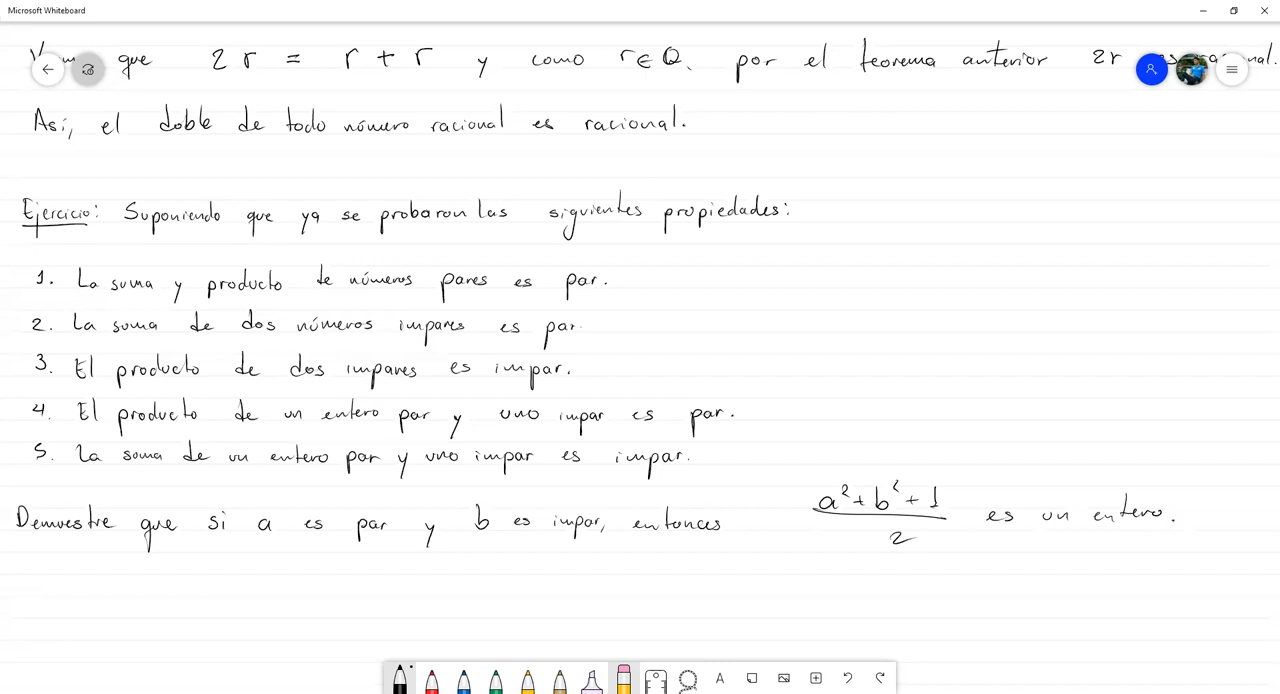 Microsoft Whiteboard
que 2r = r + r y como r ∈ Q, por el teorema anterior 2r
Así, el doble de todo número racional es racional.
Ejercicio: Suponiendo que ya se probaron las siguientes propiedades:
1. La suma y producto de números pares es par.
2. La suma de dos números impares es par.
3. El producto de dos impares es impar.
4. El producto de un entero par y uno impar es par.
5. La suma de un entero par y uno impar es impar.
Demuestre que si a es par y b es impar, entonces (a² + b² + 1)/2 es un entero.
A